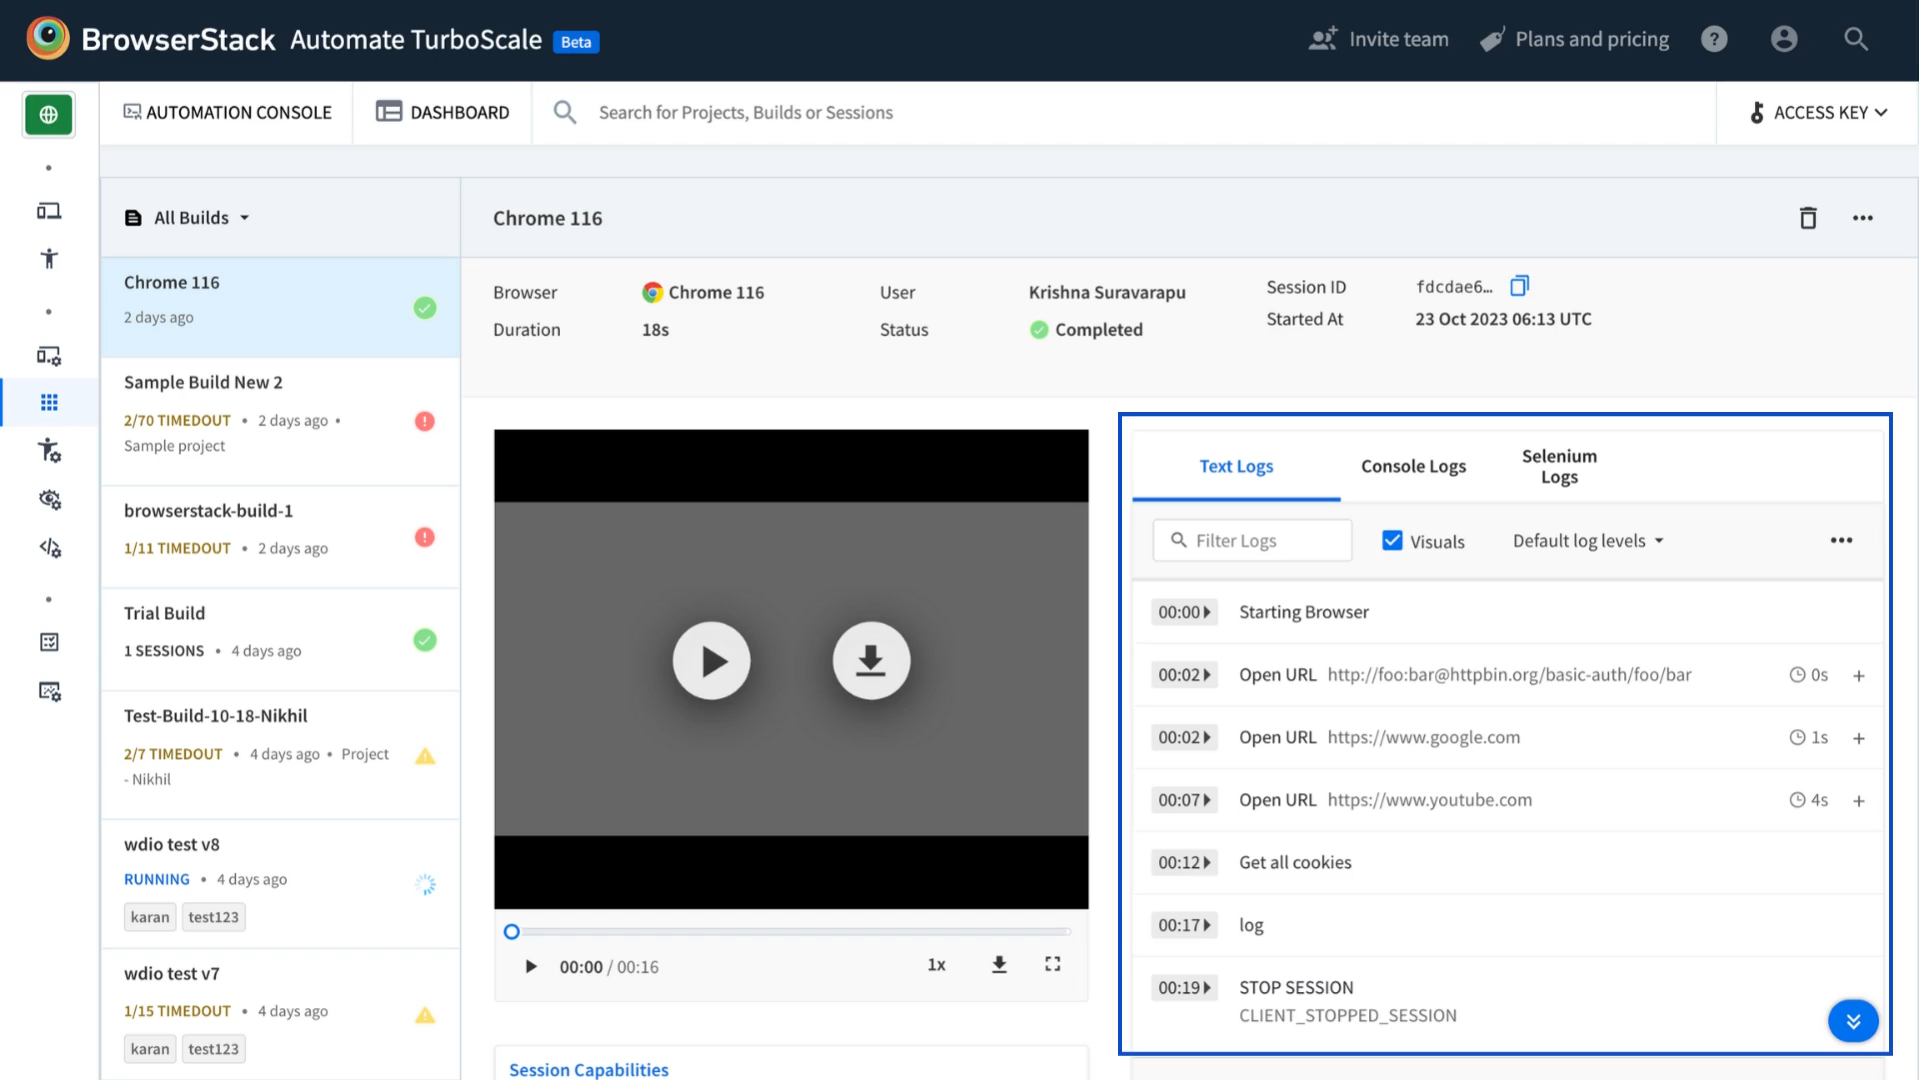 BrowserStack Automate TurboScale Beta
Invite team
Plans and pricing
?
AUTOMATION CONSOLE
DASHBOARD
Search for Projects, Builds or Sessions
ACCESS KEY
All Builds
Chrome 116
2 days ago
Sample Build New 2
2/70 TIMEDOUT • 2 days ago •
Sample project
browserstack-build-1
1/11 TIMEDOUT • 2 days ago
Trial Build
1 SESSIONS • 4 days ago
Test-Build-10-18-Nikhil
2/7 TIMEDOUT • 4 days ago • Project
- Nikhil
wdio test v8
RUNNING • 4 days ago
karan test123
wdio test v7
1/15 TIMEDOUT • 4 days ago
karan test123
Chrome 116
Browser Chrome 116
Duration 18s
User Krishna Suravarapu
Status Completed
Session ID fdcdae6...
Started At 23 Oct 2023 06:13 UTC
00:00 / 00:16
1x
Session Capabilities
Text Logs
Console Logs
Selenium
Logs
Filter Logs
Visuals
Default log levels
00:00 Starting Browser
00:02 Open URL http://foo:bar@httpbin.org/basic-auth/foo/bar 0s +
00:02 Open URL https://www.google.com 1s +
00:07 Open URL https://www.youtube.com 4s +
00:12 Get all cookies
00:17 log
00:19 STOP SESSION
CLIENT_STOPPED_SESSION